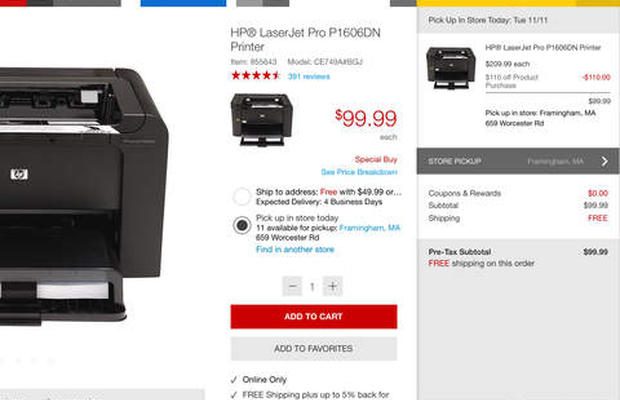 HP® LaserJet Pro P1606DN
Printer
Item: 855643 Model: CE749A#BGJ
391 reviews
$99.99
each
Special Buy
See Price Breakdown
Ship to address: Free with $49.99 or…
Expected Delivery: 4 Business Days
Pick up in store today
11 available for pickup: Framingham, MA
659 Worcester Rd
Find in another store
− 1 +
ADD TO CART
ADD TO FAVORITES
✓ Online Only
✓ FREE Shipping plus up to 5% back for
Pick Up In Store Today: Tue 11/11
HP® LaserJet Pro P1606DN Printer
$209.99 each
$110 off Product -$110.00
Purchase
$99.99
Pick up in store: Framingham, MA
659 Worcester Rd
STORE PICKUP Framingham, MA
Coupons & Rewards $0.00
Subtotal $99.99
Shipping FREE
Pre-Tax Subtotal $99.99
FREE shipping on this order
hp